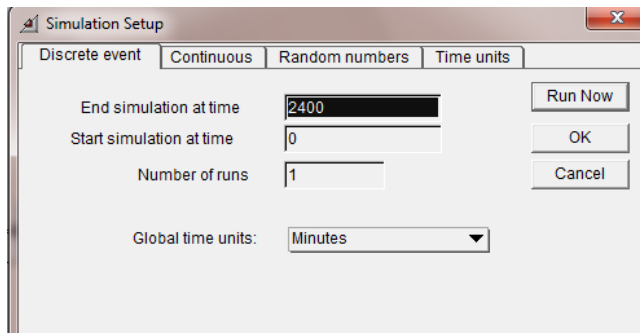 Simulation Setup
x
Discrete event Continuous Random numbers Time units
End simulation at time 2400 Run Now
Start simulation at time 0 OK
Number of runs 1 Cancel
Global time units: Minutes